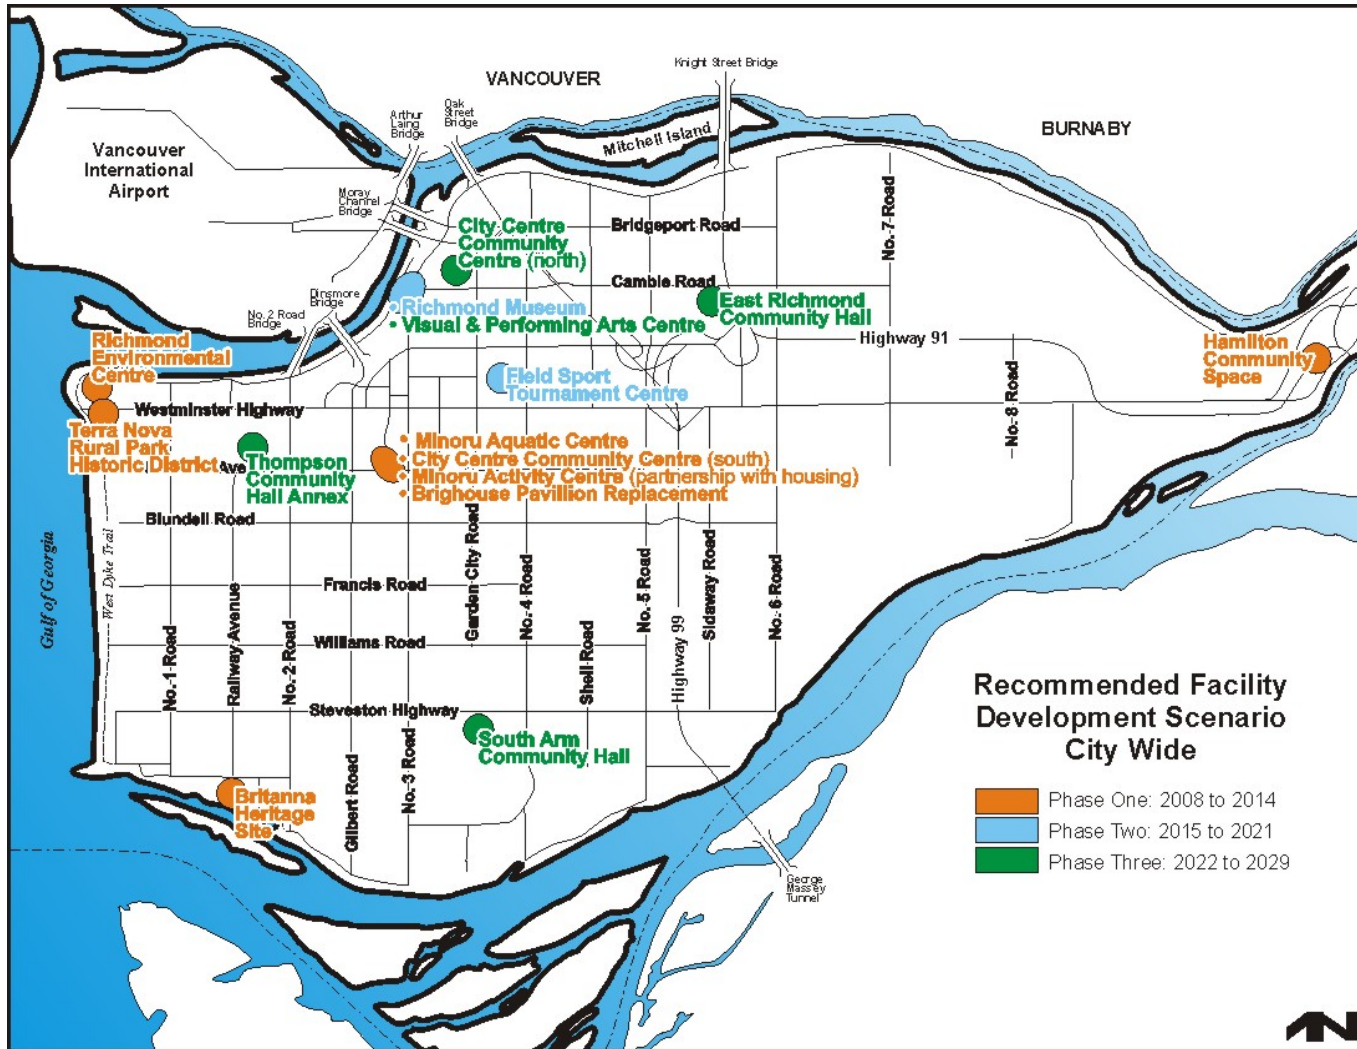 VANCOUVER
Knight Street Bridge
BURNABY
Arthur
Laing
Bridge
Oak
Street
Bridge
Mitchell Island
Vancouver
International
Airport
Moray
Channel
Bridge
City Centre
Community
Centre (north)
Bridgeport Road
No. 7 Road
Cambie Road
Dinsmore
Bridge
No. 2 Road
Bridge
• Richmond Museum
• Visual & Performing Arts Centre
East Richmond
Community Hall
Highway 91
Hamilton
Community
Space
Richmond
Environmental
Centre
Field Sport
Tournament Centre
Westminster Highway
No. 8 Road
Terra Nova
Rural Park
Historic District
Ave
Thompson
Community
Hall Annex
• Minoru Aquatic Centre
• City Centre Community Centre (south)
• Minoru Activity Centre (partnership with housing)
• Brighouse Pavillion Replacement
Blundell Road
Gulf of Georgia
West Dyke Trail
Francis Road
Williams Road
No. 1 Road
Railway Avenue
No. 2 Road
Garden City Road
No. 4 Road
Shell Road
No. 5 Road
Highway 99
Sidaway Road
No. 6 Road
Steveston Highway
Gilbert Road
No. 3 Road
South Arm
Community Hall
Britanna
Heritage
Site
George
Massey
Tunnel
Recommended Facility
Development Scenario
City Wide
Phase One: 2008 to 2014
Phase Two: 2015 to 2021
Phase Three: 2022 to 2029
N